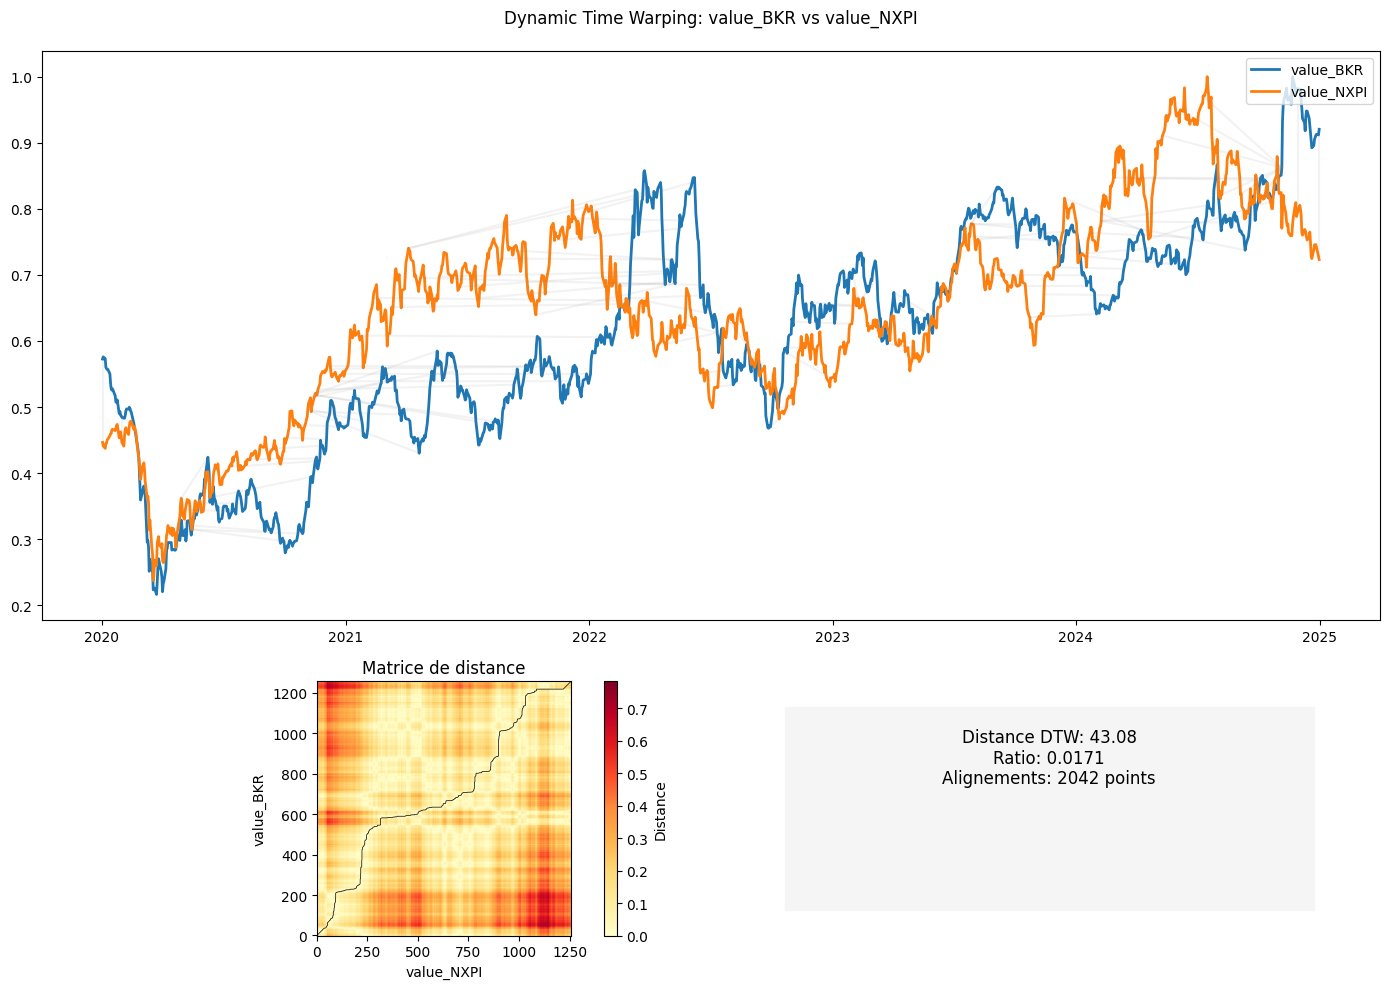 Dynamic Time Warping: value_BKR vs value_NXPI
value_BKR
value_NXPI
1.0
0.9
0.8
0.7
0.6
0.5
0.4
0.3
0.2
2020 2021 2022 2023 2024 2025
Matrice de distance
value_BKR
1200
1000
800
600
400
200
0
0 250 500 750 1000 1250
value_NXPI
0.7
0.6
0.5
0.4
0.3
0.2
0.1
0.0
Distance
Distance DTW: 43.08
Ratio: 0.0171
Alignements: 2042 points